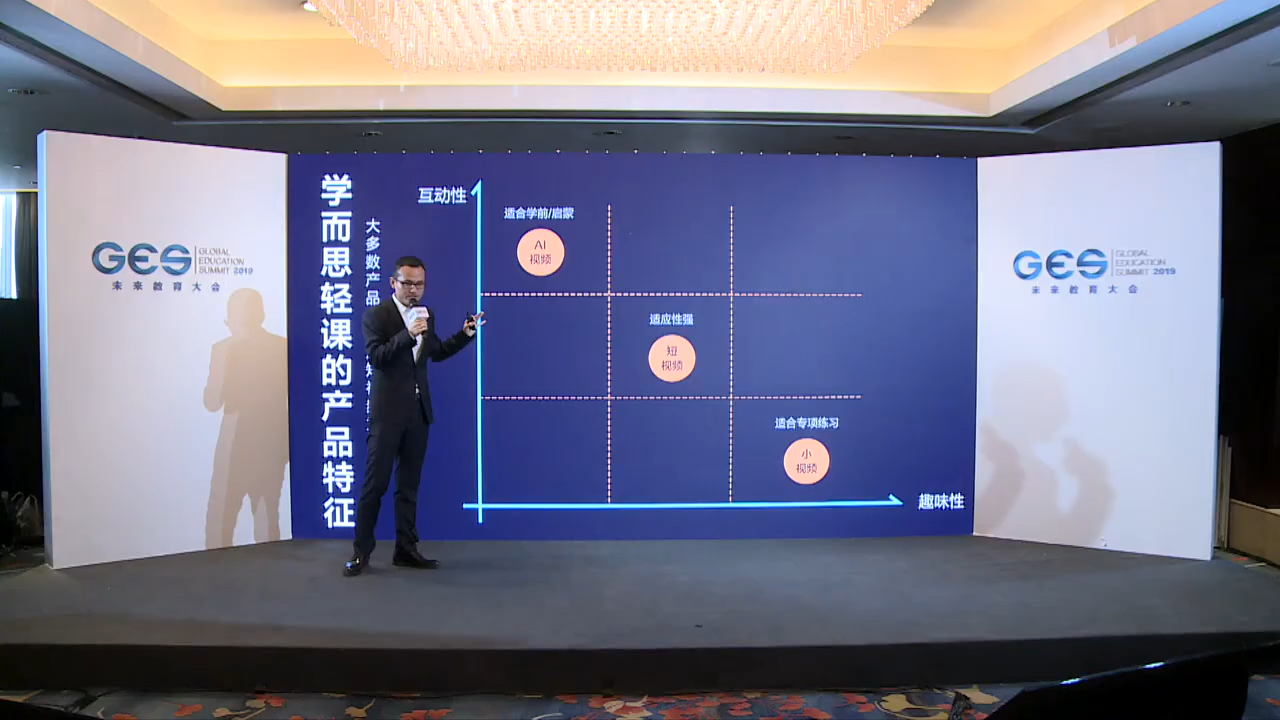 GES
GLOBAL
EDUCATION
SUMMIT 2019
未来教育大会
学而思轻课的产品特征
大多数产品
互动性
适合学前/启蒙
AI
视频
适应性强
短
视频
适合专项练习
小
视频
趣味性
GES
GLOBAL
EDUCATION
SUMMIT 2019
未来教育大会